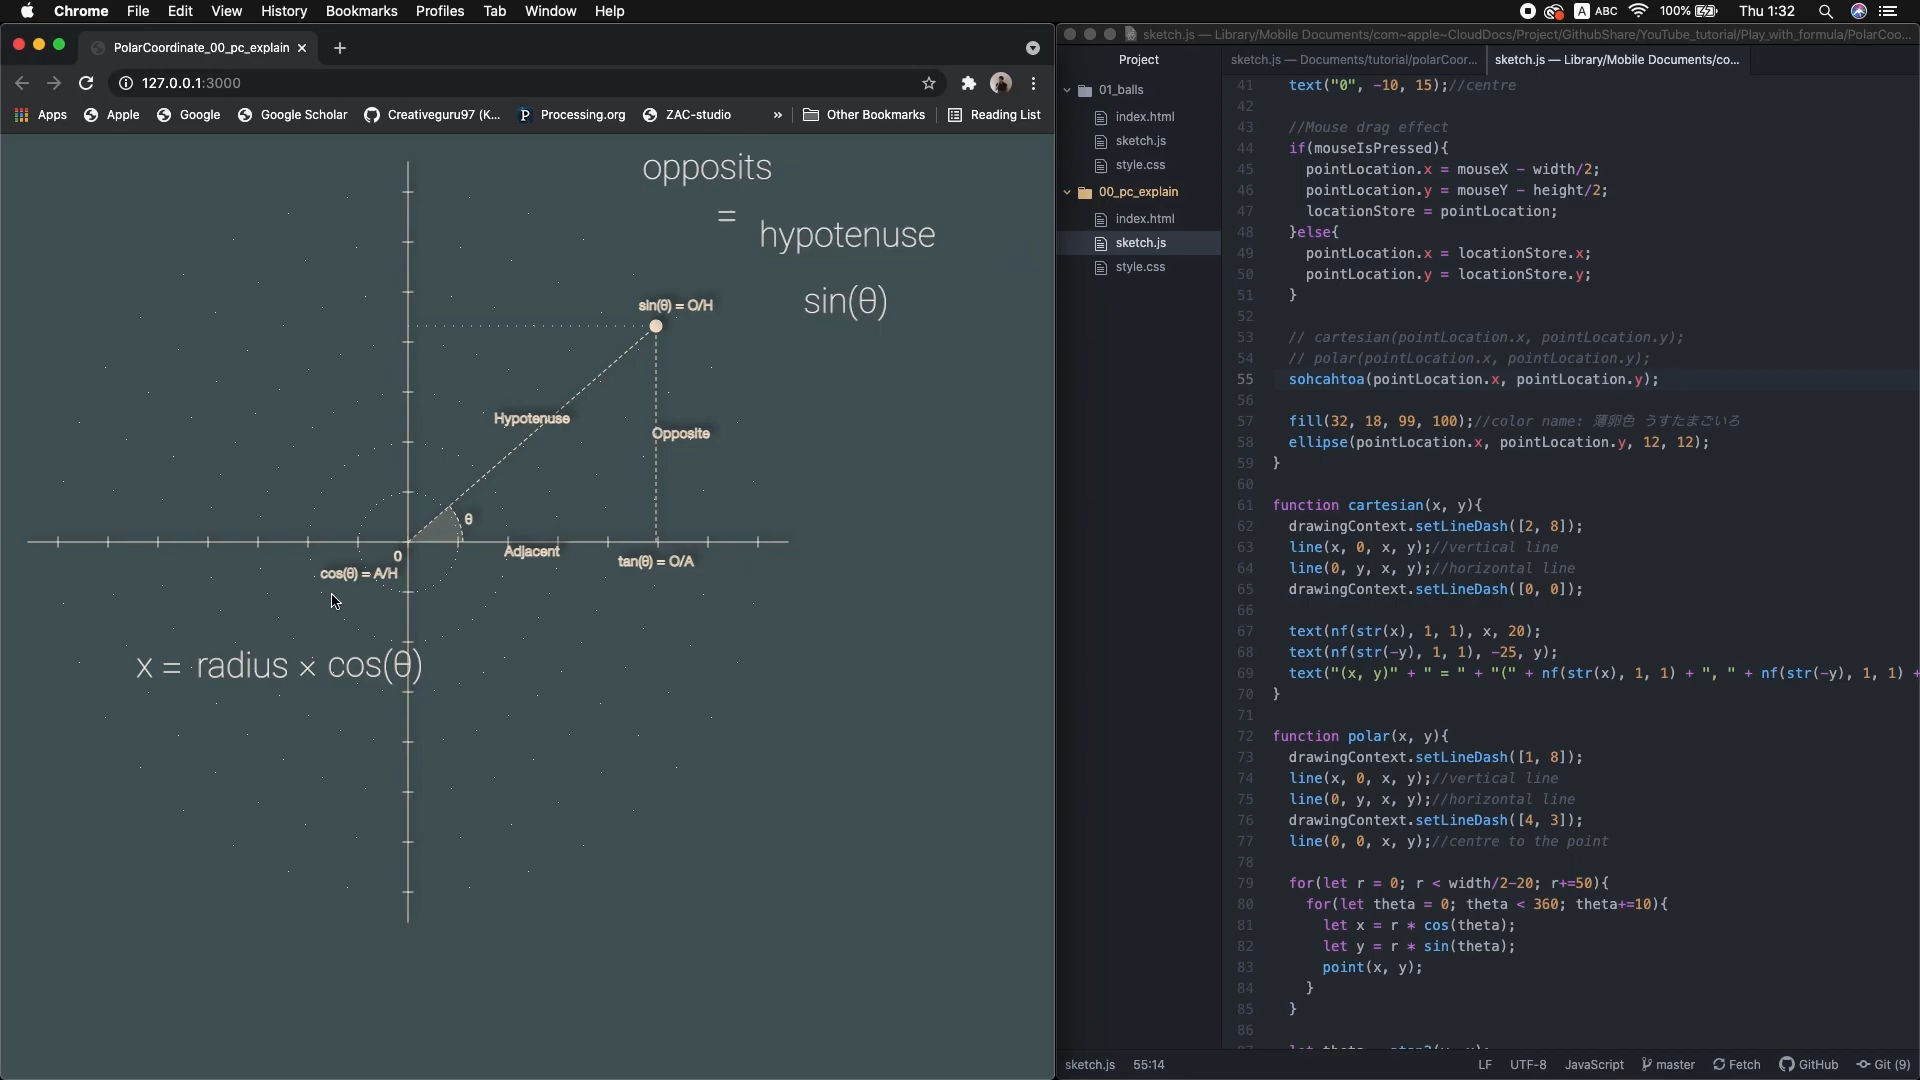 Chrome File Edit View History Bookmarks Profiles Tab Window Help
A ABC 100% Thu 1:32
PolarCoordinate_00_pc_explain
127.0.0.1:3000
Apps Apple Google Google Scholar Creativeguru97 (K... Processing.org ZAC-studio » Other Bookmarks Reading List
opposits
=
hypotenuse
sin(θ)
sin(θ) = O/H
Hypotenuse
Opposite
θ
0
Adjacent
tan(θ) = O/A
cos(θ) = A/H
x = radius × cos(θ)
sketch.js — Library/Mobile Documents/com~apple~CloudDocs/Project/GithubShare/YouTube_tutorial/Play_with_formula/PolarCoo...
Project
sketch.js — Documents/tutorial/polarCoor...
sketch.js — Library/Mobile Documents/co...
01_balls
index.html
sketch.js
style.css
00_pc_explain
index.html
sketch.js
style.css
41 text("0", -10, 15);//centre
42
43 //Mouse drag effect
44 if(mouseIsPressed){
45 pointLocation.x = mouseX - width/2;
46 pointLocation.y = mouseY - height/2;
47 locationStore = pointLocation;
48 }else{
49 pointLocation.x = locationStore.x;
50 pointLocation.y = locationStore.y;
51 }
52
53 // cartesian(pointLocation.x, pointLocation.y);
54 // polar(pointLocation.x, pointLocation.y);
55 sohcahtoa(pointLocation.x, pointLocation.y);
56
57 fill(32, 18, 99, 100);//color name: 薄卵色 うすたまごいろ
58 ellipse(pointLocation.x, pointLocation.y, 12, 12);
59 }
60
61 function cartesian(x, y){
62 drawingContext.setLineDash([2, 8]);
63 line(x, 0, x, y);//vertical line
64 line(0, y, x, y);//horizontal line
65 drawingContext.setLineDash([0, 0]);
66
67 text(nf(str(x), 1, 1), x, 20);
68 text(nf(str(-y), 1, 1), -25, y);
69 text("(x, y)" + " = " + "(" + nf(str(x), 1, 1) + ", " + nf(str(-y), 1, 1) +
70 }
71
72 function polar(x, y){
73 drawingContext.setLineDash([1, 8]);
74 line(x, 0, x, y);//vertical line
75 line(0, y, x, y);//horizontal line
76 drawingContext.setLineDash([4, 3]);
77 line(0, 0, x, y);//centre to the point
78
79 for(let r = 0; r < width/2-20; r+=50){
80 for(let theta = 0; theta < 360; theta+=10){
81 let x = r * cos(theta);
82 let y = r * sin(theta);
83 point(x, y);
84 }
85 }
86
sketch.js 55:14 LF UTF-8 JavaScript master Fetch GitHub Git (9)